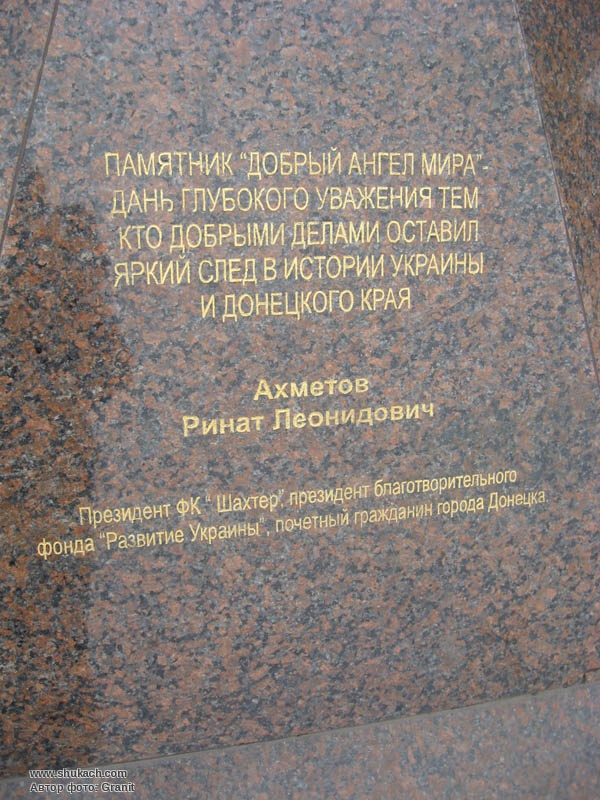 ПАМЯТНИК "ДОБРЫЙ АНГЕЛ МИРА"-
ДАНЬ ГЛУБОКОГО УВАЖЕНИЯ ТЕМ
КТО ДОБРЫМИ ДЕЛАМИ ОСТАВИЛ
ЯРКИЙ СЛЕД В ИСТОРИИ УКРАИНЫ
И ДОНЕЦКОГО КРАЯ
Ахметов
Ринат Леонидович
Президент ФК " Шахтер", президент благотворительного
фонда "Развитие Украины", почетный гражданин города Донецка.
www.shukach.com
Автор фото: Granit